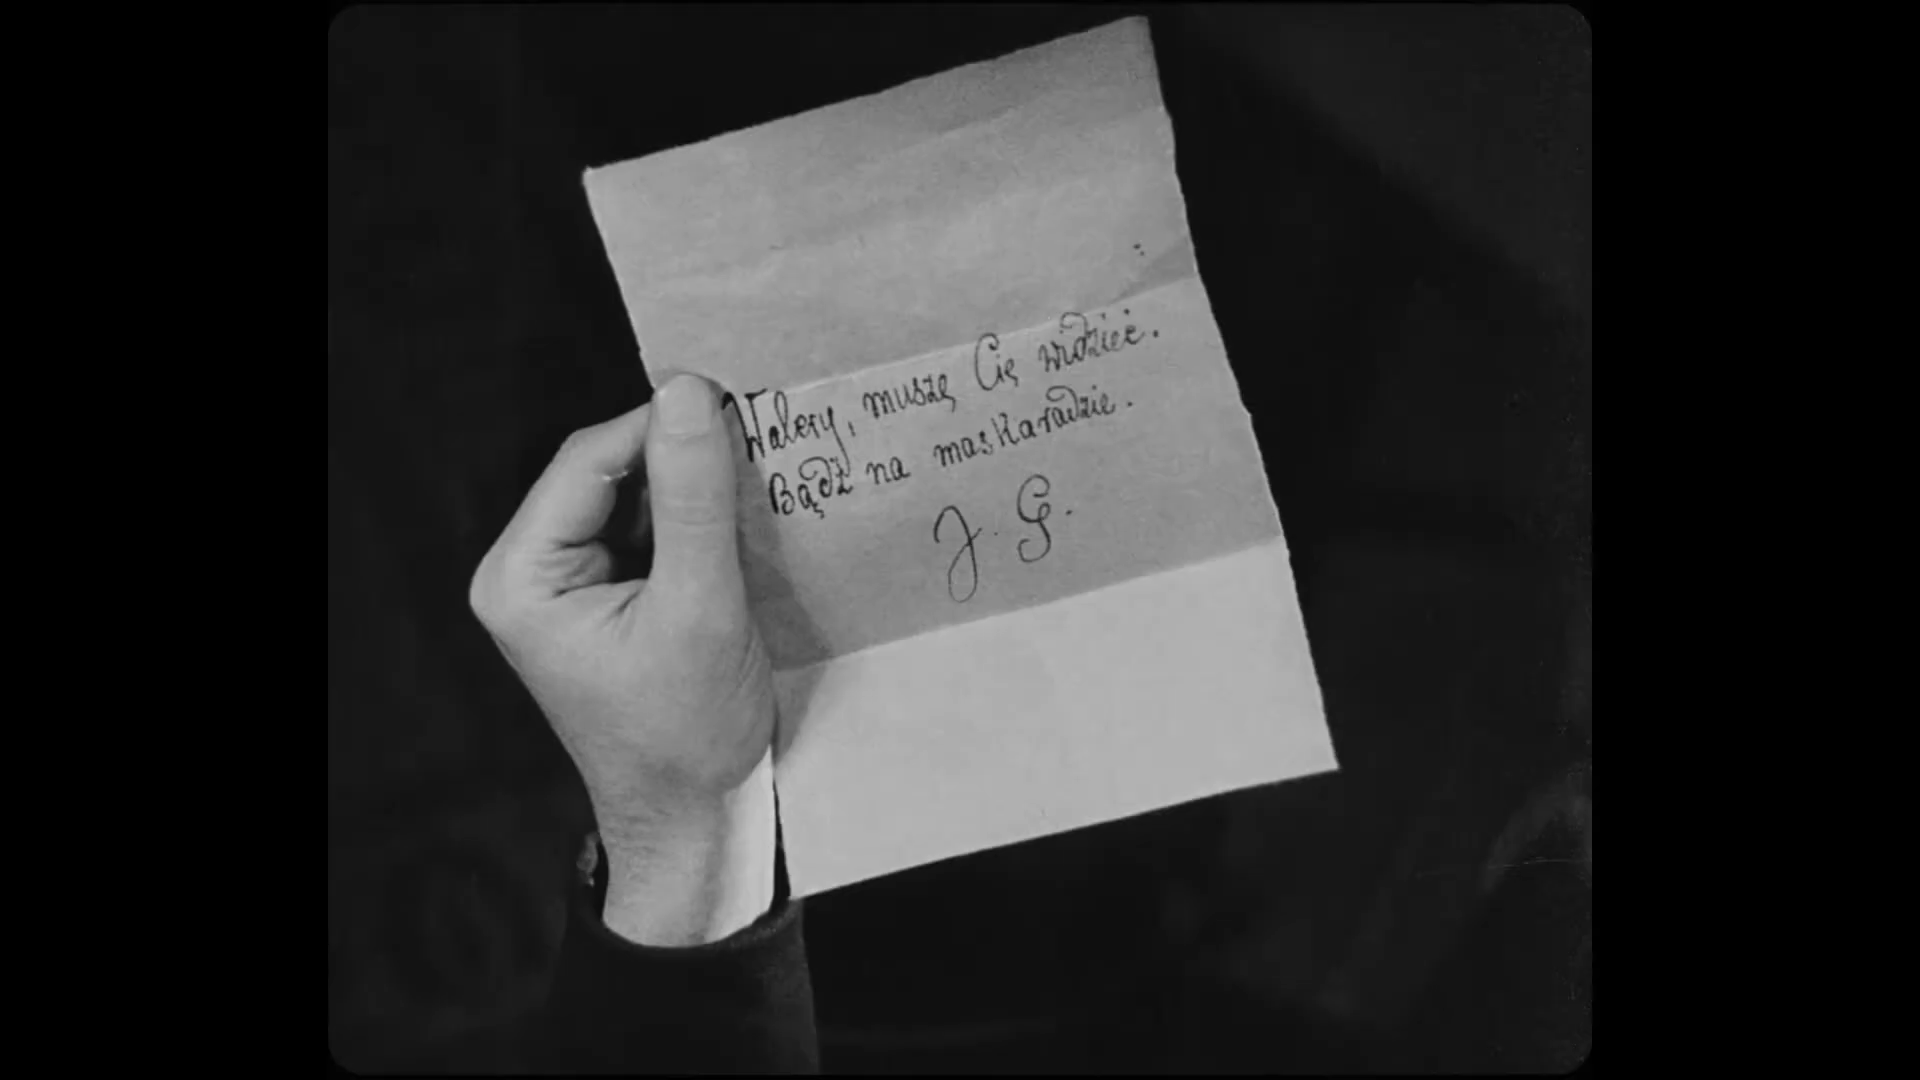 Walery, muszę Cię widzieć.
Bądź na maskaradzie.
J. G.